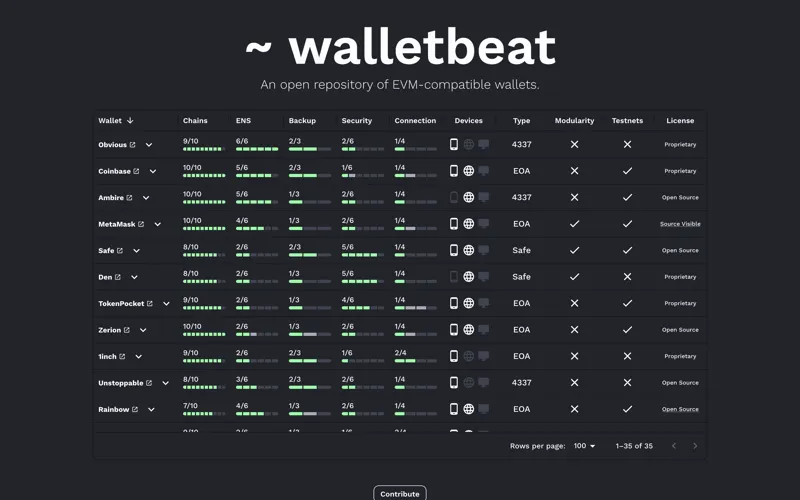 ~ walletbeat
An open repository of EVM-compatible wallets.
Wallet Chains ENS Backup Security Connection Devices Type Modularity Testnets License
Obvious 9/10 6/6 2/3 2/6 1/4 4337 Proprietary
Coinbase 10/10 5/6 2/3 1/6 1/4 EOA Proprietary
Ambire 10/10 5/6 1/3 2/6 1/4 4337 Open Source
MetaMask 10/10 4/6 1/3 2/6 1/4 EOA Source Visible
Safe 8/10 2/6 2/3 5/6 1/4 Safe Open Source
Den 8/10 2/6 1/3 5/6 1/4 Safe Proprietary
TokenPocket 9/10 2/6 2/3 4/6 1/4 EOA Proprietary
Zerion 10/10 2/6 1/3 2/6 1/4 EOA Open Source
1inch 9/10 2/6 2/3 1/6 2/4 EOA Proprietary
Unstoppable 8/10 3/6 2/3 2/6 1/4 4337 Open Source
Rainbow 7/10 4/6 1/3 2/6 1/4 EOA Open Source
Rows per page: 100 1–35 of 35
Contribute